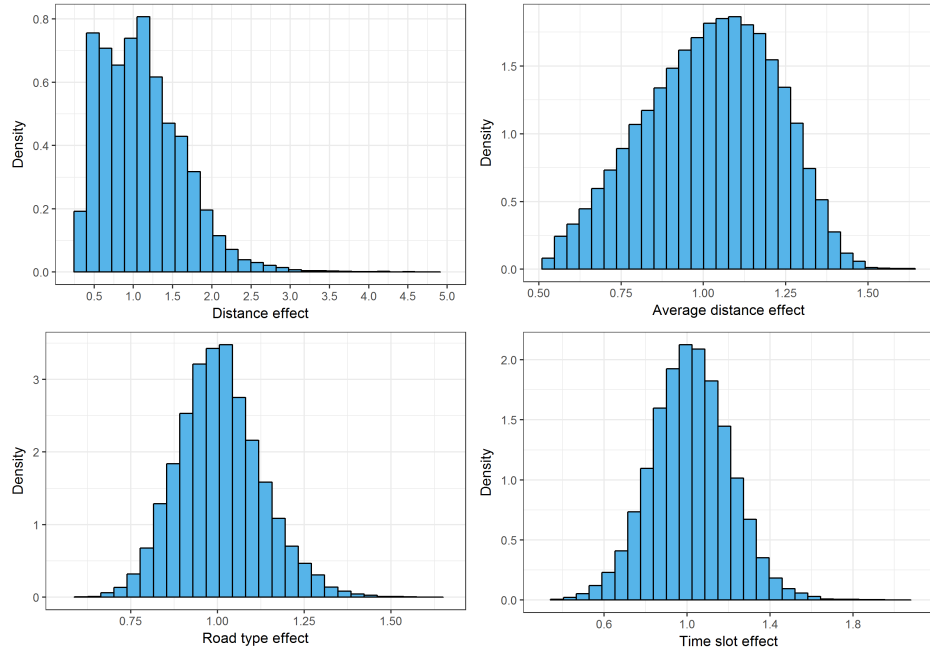 0.8
0.6
0.4
0.2
0.0
Density
0.5 1.0 1.5 2.0 2.5 3.0 3.5 4.0 4.5 5.0
Distance effect
1.5
1.0
0.5
0.0
Density
0.50 0.75 1.00 1.25 1.50
Average distance effect
3
2
1
0
Density
0.75 1.00 1.25 1.50
Road type effect
2.0
1.5
1.0
0.5
0.0
Density
0.6 1.0 1.4 1.8
Time slot effect